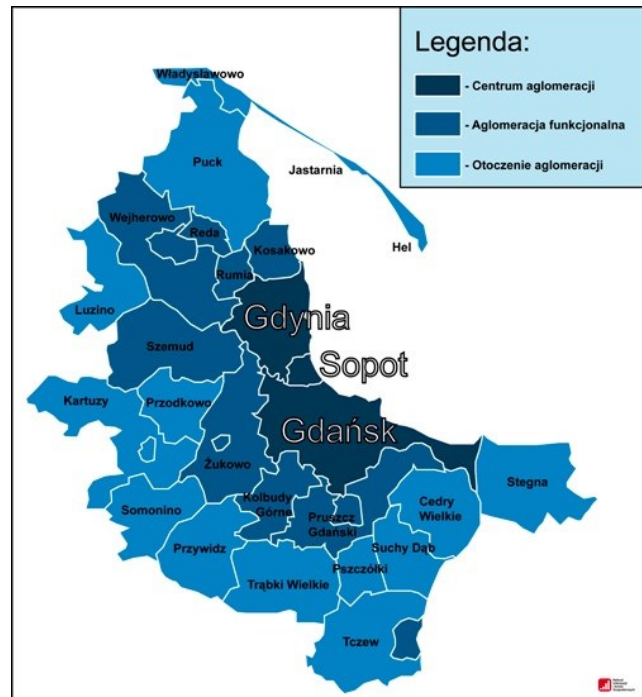 Legenda:
- Centrum aglomeracji
- Aglomeracja funkcjonalna
- Otoczenie aglomeracji
Władysławowo
Puck
Jastarnia
Hel
Wejherowo
Reda
Kosakowo
Rumia
Luzino
Gdynia
Szemud
Sopot
Kartuzy
Przodkowo
Gdańsk
Żukowo
Stegna
Kolbudy
Górne
Cedry
Wielkie
Somonino
Pruszcz
Gdański
Przywidz
Suchy Dąb
Pszczółki
Trąbki Wielkie
Tczew